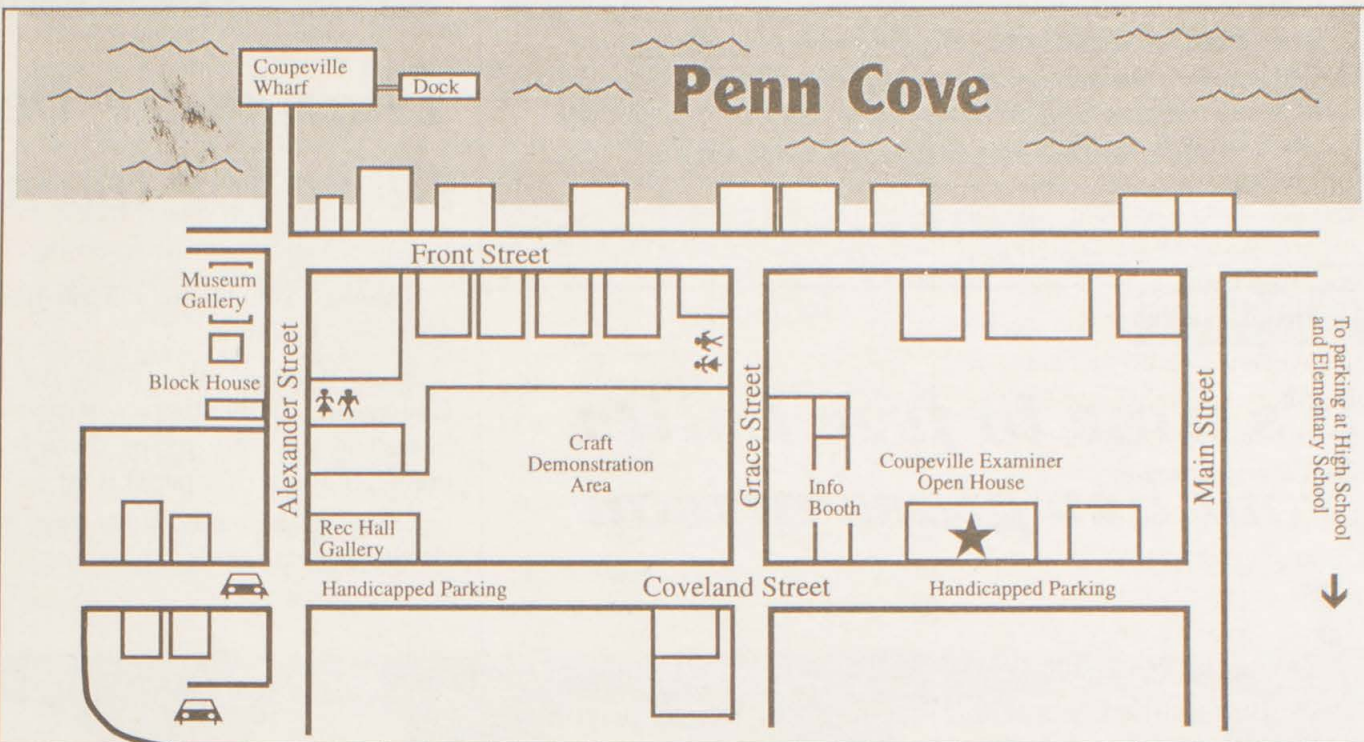 Coupeville
Wharf
Dock
Penn Cove
Front Street
Museum
Gallery
Block House
Alexander Street
Craft
Demonstration
Area
Rec Hall
Gallery
Grace Street
Info
Booth
Coupeville Examiner
Open House
Main Street
To parking at High School
and Elementary School
Handicapped Parking
Coveland Street
Handicapped Parking